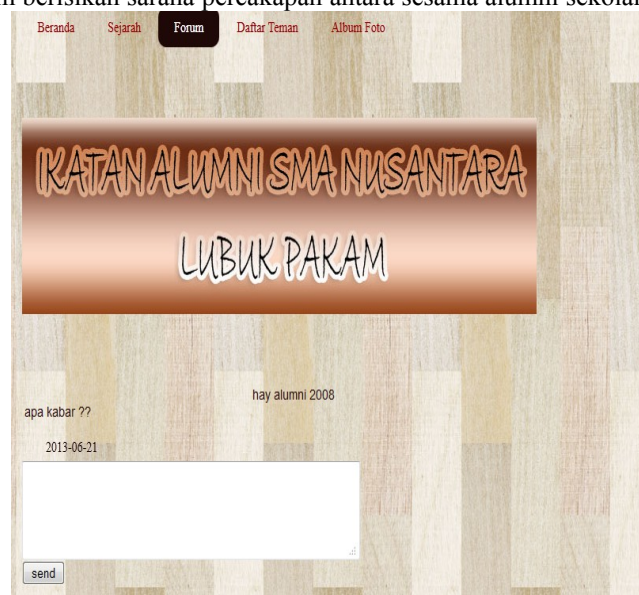 berisikan sarana percakapan antara sesama alumni sekolah
Beranda Sejarah Forum Daftar Teman Album Foto
IKATAN ALUMNI SMA NUSANTARA
LUBUK PAKAM
hay alumni 2008
apa kabar ??
2013-06-21
send